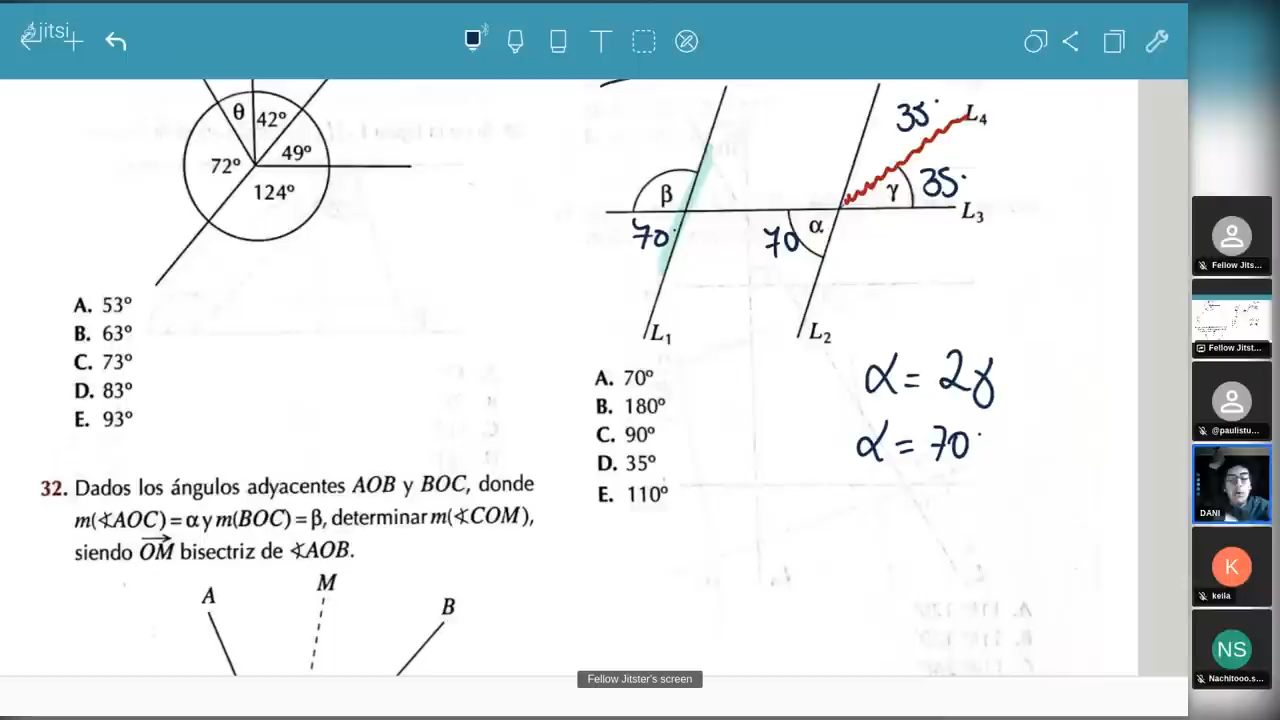 jitsi
θ
42°
49°
72°
124°
A. 53°
B. 63°
C. 73°
D. 83°
E. 93°
32. Dados los ángulos adyacentes AOB y BOC, donde
m(∢AOC) = α y m(BOC) = β, determinar m(∢COM),
siendo OM bisectriz de ∢AOB.
A
M
B
35°
L4
β
γ
35°
L3
70°
70
α
L1
L2
A. 70°
B. 180°
C. 90°
D. 35°
E. 110°
α = 2γ
α = 70°
Fellow Jitster's screen
Fellow Jits...
Fellow Jitst...
@paulistu...
DANI
K
keila
NS
Nachitooo.s...